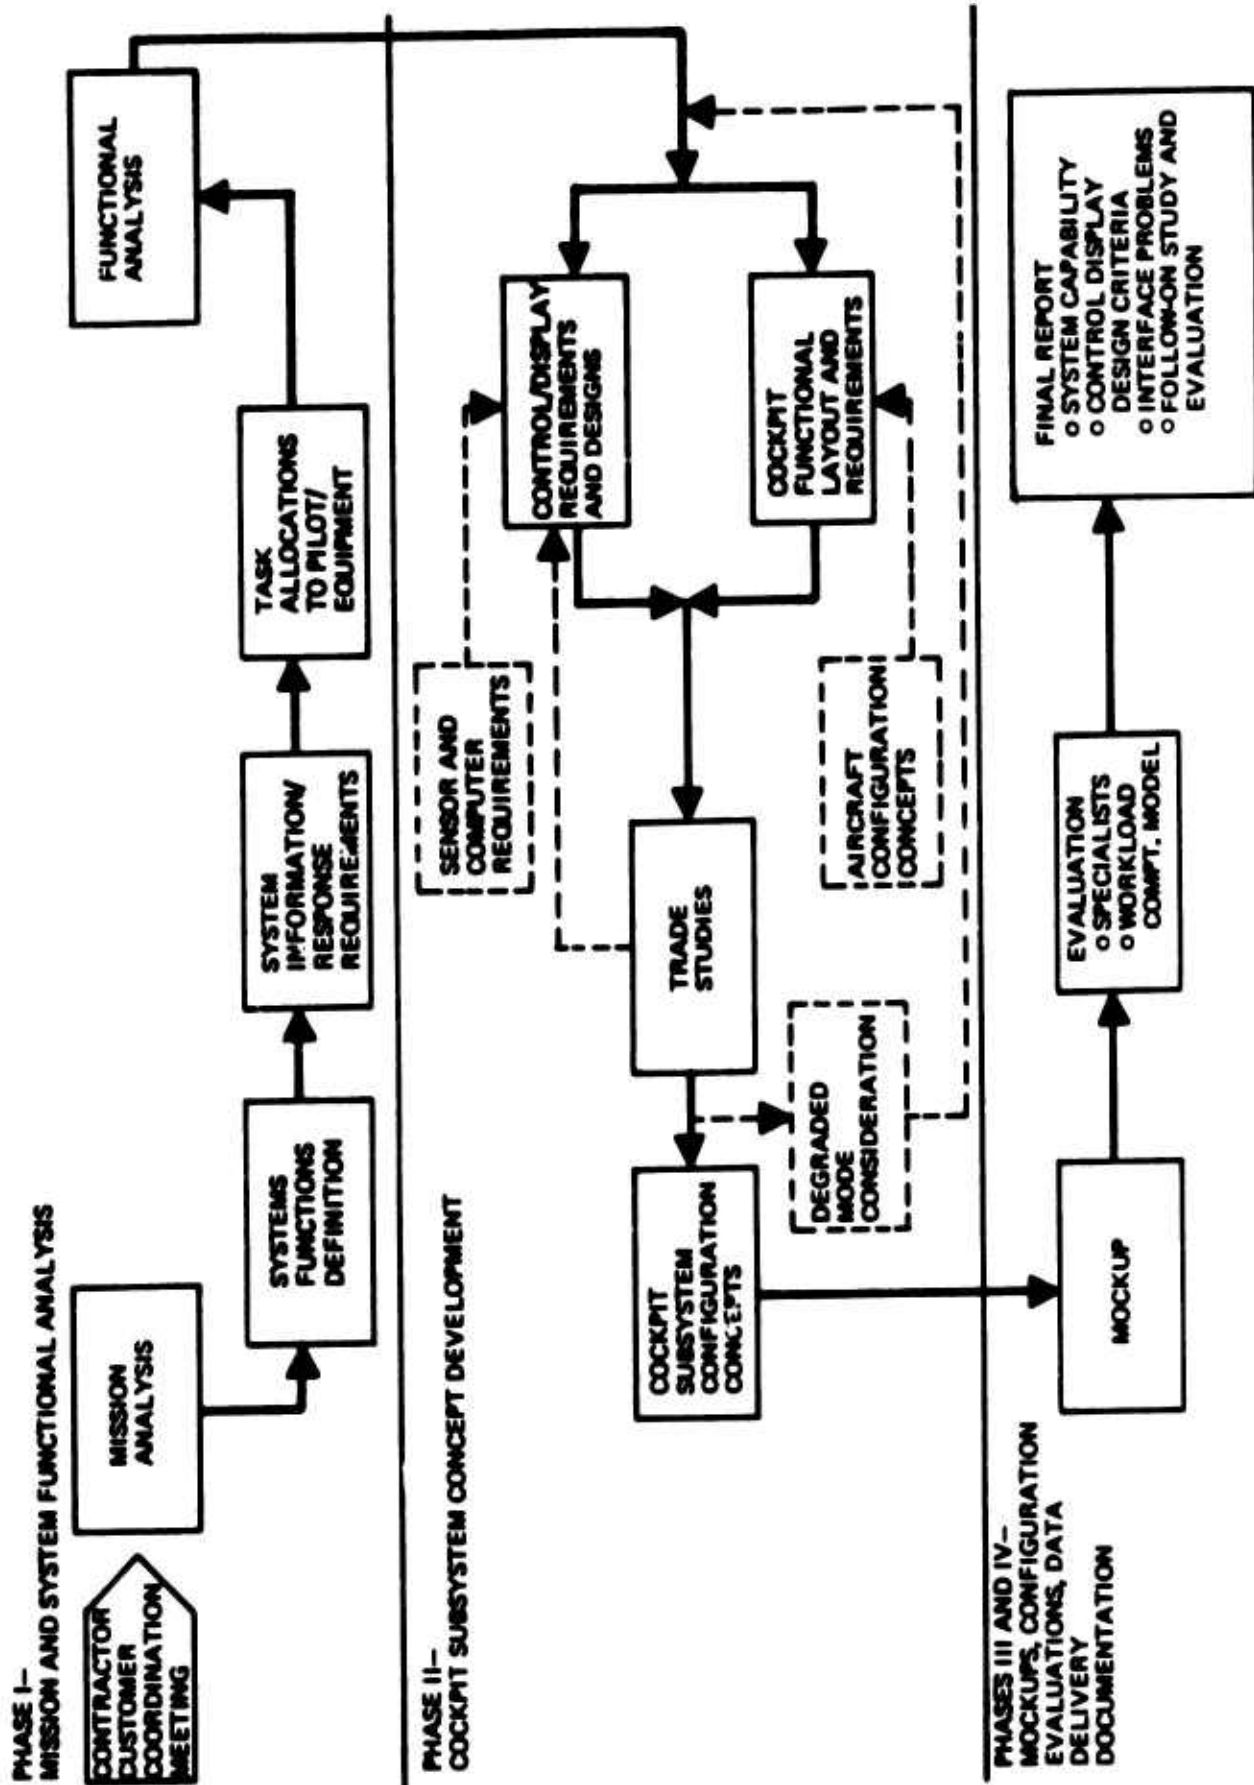 PHASE I–
MISSION AND SYSTEM FUNCTIONAL ANALYSIS
CONTRACTOR
CUSTOMER
COORDINATION
MEETING
MISSION
ANALYSIS
SYSTEMS
FUNCTIONS
DEFINITION
SYSTEM
INFORMATION/
RESPONSE
REQUIREMENTS
TASK
ALLOCATIONS
TO PILOT/
EQUIPMENT
FUNCTIONAL
ANALYSIS
PHASE II–
COCKPIT SUBSYSTEM CONCEPT DEVELOPMENT
SENSOR AND
COMPUTER
REQUIREMENTS
CONTROL/DISPLAY
REQUIREMENTS
AND DESIGNS
COCKPIT
SUBSYSTEM
CONFIGURATION
CONCEPTS
TRADE
STUDIES
COCKPIT
FUNCTIONAL
LAYOUT AND
REQUIREMENTS
DEGRADED
MODE
CONSIDERATION
AIRCRAFT
CONFIGURATION
CONCEPTS
PHASES III AND IV–
MOCKUPS, CONFIGURATION
EVALUATIONS, DATA
DELIVERY
DOCUMENTATION
MOCKUP
EVALUATION
o SPECIALISTS
o WORKLOAD
COMPT. MODEL
FINAL REPORT
o SYSTEM CAPABILITY
o CONTROL DISPLAY
DESIGN CRITERIA
o INTERFACE PROBLEMS
o FOLLOW-ON STUDY AND
EVALUATION